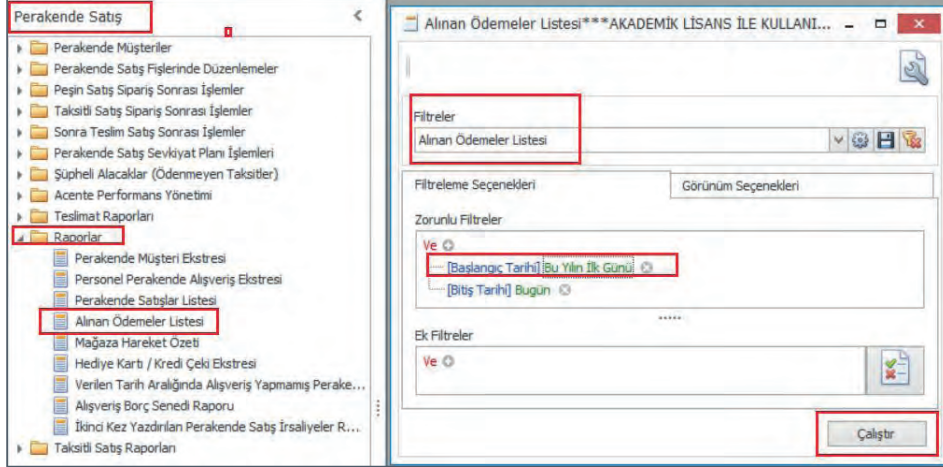 Perakende Satış
Perakende Müşteriler
Perakende Satış Fişlerinde Düzenlemeler
Peşin Satış Sipariş Sonrası İşlemler
Taksitli Satış Sipariş Sonrası İşlemler
Sonra Teslim Satış Sonrası İşlemler
Perakende Satış Sevkiyat Planı İşlemleri
Şüpheli Alacaklar (Ödenmeyen Taksitler)
Acente Performans Yönetimi
Teslimat Raporları
Raporlar
Perakende Müşteri Ekstresi
Personel Perakende Alışveriş Ekstresi
Perakende Satışlar Listesi
Alınan Ödemeler Listesi
Mağaza Hareket Özeti
Hediye Kartı / Kredi Çeki Ekstresi
Verilen Tarih Aralığında Alışveriş Yapmamış Perake...
Alışveriş Borç Senedi Raporu
İkinci Kez Yazdırılan Perakende Satış İrsaliyeler R...
Taksitli Satış Raporları
Alınan Ödemeler Listesi***AKADEMİK LİSANS İLE KULLANI...
Filtreler
Alınan Ödemeler Listesi
Filtreleme Seçenekleri
Görünüm Seçenekleri
Zorunlu Filtreler
Ve
[Başlangıç Tarihi] Bu Yılın İlk Günü
[Bitiş Tarihi] Bugün
Ek Filtreler
Ve
Çalıştır